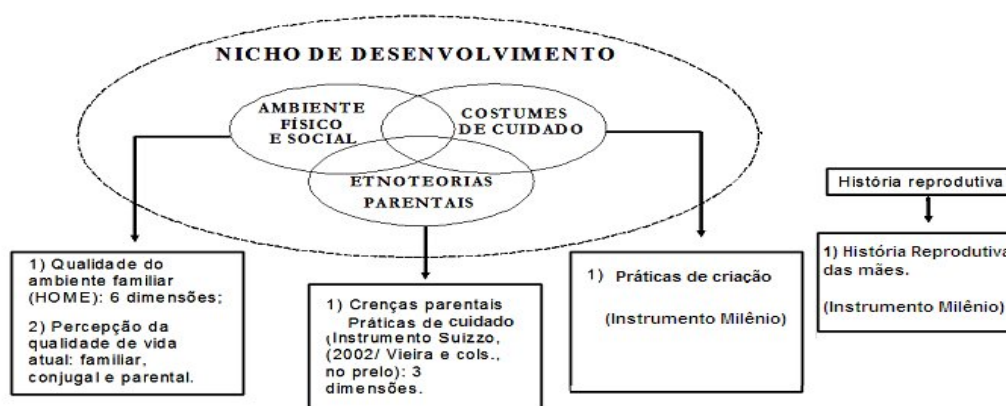 NICHO DE DESENVOLVIMENTO
AMBIENTE
FÍSICO
E SOCIAL
COSTUMES
DE CUIDADO
ETNOTEORIAS
PARENTAIS
História reprodutiva
1) Qualidade do
ambiente familiar
(HOME): 6 dimensões;
2) Percepção da
qualidade de vida
atual: familiar,
conjugal e parental.
1) Crenças parentais
Práticas de cuidado
(Instrumento Suizzo,
(2002/ Vieira e cols.,
no prelo): 3
dimensões.
1) Práticas de criação
(Instrumento Milênio)
1) História Reprodutiva
das mães.
(Instrumento Milênio)